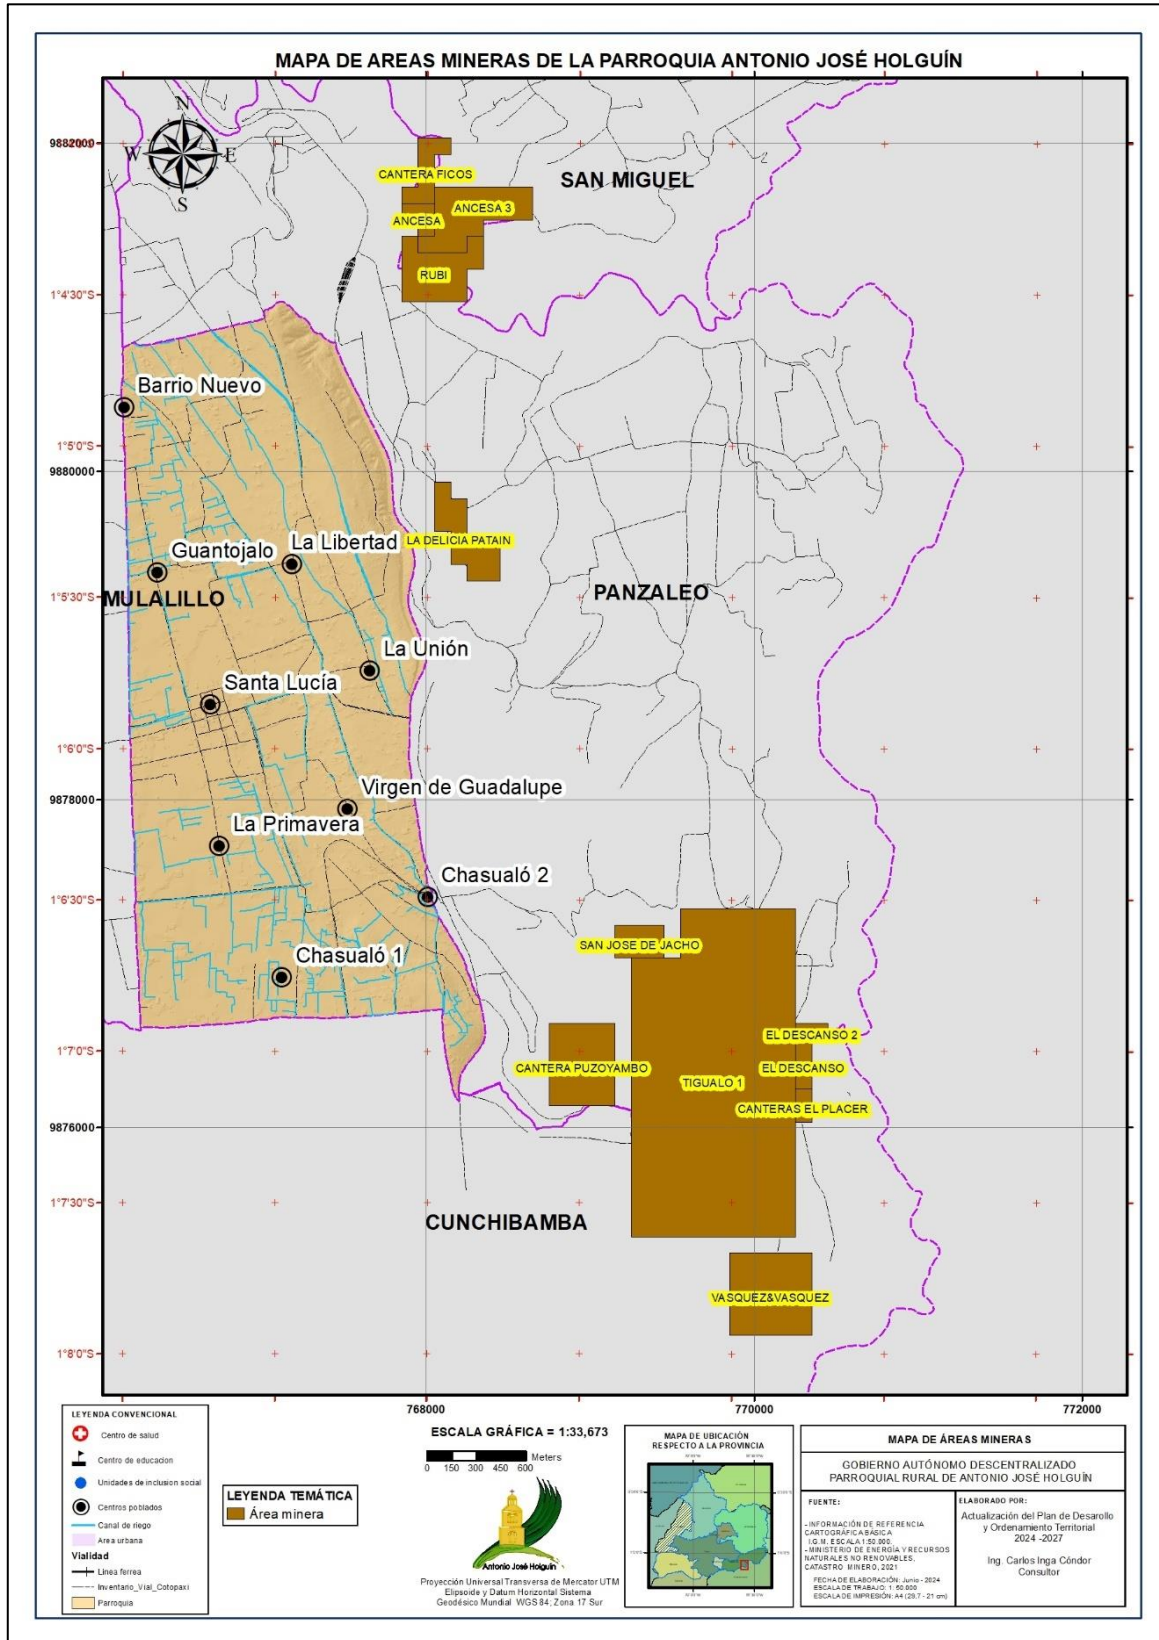 MAPA DE AREAS MINERAS DE LA PARROQUIA ANTONIO JOSÉ HOLGUÍN
N
W E
S
9882000
CANTERA FICOS
SAN MIGUEL
ANCESA 3
ANCESA
RUBI
1°4'30"S
Barrio Nuevo
1°5'0"S
9880000
LA DELICIA PATAIN
La Libertad
Guantojalo
PANZALEO
MULALILLO
1°5'30"S
La Unión
Santa Lucía
1°6'0"S
Virgen de Guadalupe
9878000
La Primavera
Chasualó 2
1°6'30"S
SAN JOSE DE JACHO
Chasualó 1
EL DESCANSO 2
1°7'0"S
CANTERA PUZOYAMBO
EL DESCANSO
TIGUALO 1
CANTERAS EL PLACER
9876000
1°7'30"S
CUNCHIBAMBA
VASQUEZ&VASQUEZ
1°8'0"S
768000
770000
772000
LEYENDA CONVENCIONAL
Centro de salud
Centro de educacion
Unidades de inclusion social
Centros poblados
Canal de riego
Area urbana
Vialidad
Linea ferrea
Inventario_Vial_Cotopaxi
Parroquia
LEYENDA TEMÁTICA
Área minera
ESCALA GRÁFICA = 1:33,673
Meters
0 150 300 450 600
Antonio José Holguín
Proyección Universal Transversa de Mercator UTM
Elipsoide y Datum Horizontal Sistema
Geodésico Mundial WGS 84; Zona 17 Sur
MAPA DE UBICACIÓN
RESPECTO A LA PROVINCIA
MAPA DE ÁREAS MINERAS
GOBIERNO AUTÓNOMO DESCENTRALIZADO
PARROQUIAL RURAL DE ANTONIO JOSÉ HOLGUÍN
FUENTE:
- INFORMACIÓN DE REFERENCIA
CARTOGRÁFICA BÁSICA
I.G.M. ESCALA 1:50.000.
- MINISTERIO DE ENERGÍA Y RECURSOS
NATURALES NO RENOVABLES,
CATASTRO MINERO, 2021
FECHA DE ELABORACIÓN: Junio - 2024
ESCALA DE TRABAJO: 1: 50.000
ESCALA DE IMPRESIÓN: A4 (29,7 - 21 cm)
ELABORADO POR:
Actualización del Plan de Desarollo
y Ordenamiento Territorial
2024 -2027
Ing. Carlos Inga Cóndor
Consultor